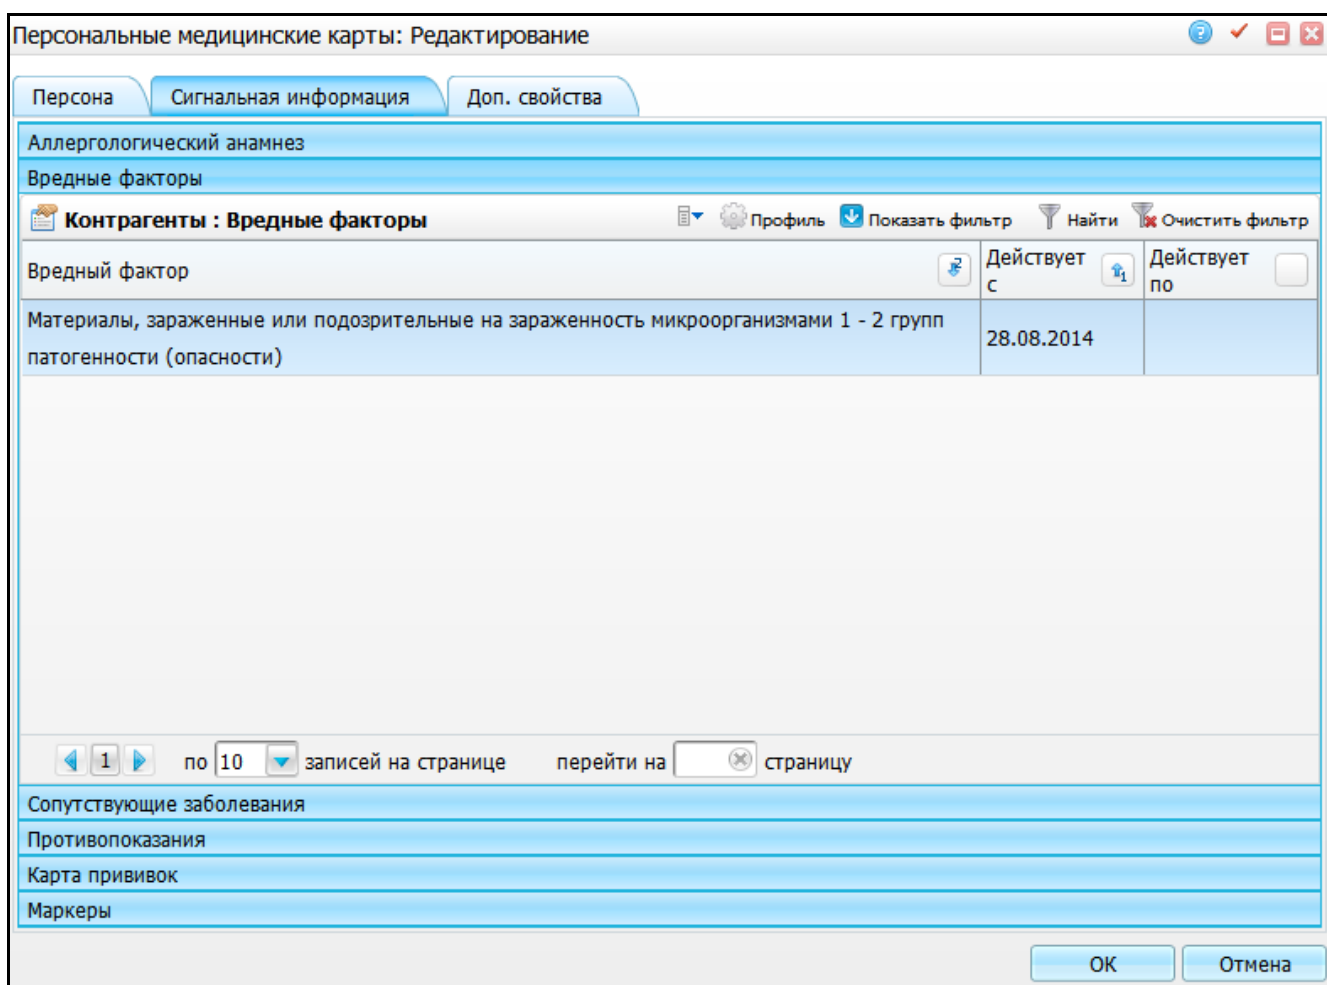 Персональные медицинские карты: Редактирование
Персона Сигнальная информация Доп. свойства
Аллергологический анамнез
Вредные факторы
Контрагенты : Вредные факторы Профиль Показать фильтр Найти Очистить фильтр
Вредный фактор 2 Действует с 1 Действует по
Материалы, зараженные или подозрительные на зараженность микроорганизмами 1 - 2 групп
патогенности (опасности)
28.08.2014
1 по 10 записей на странице перейти на страницу
Сопутствующие заболевания
Противопоказания
Карта прививок
Маркеры
ОК Отмена